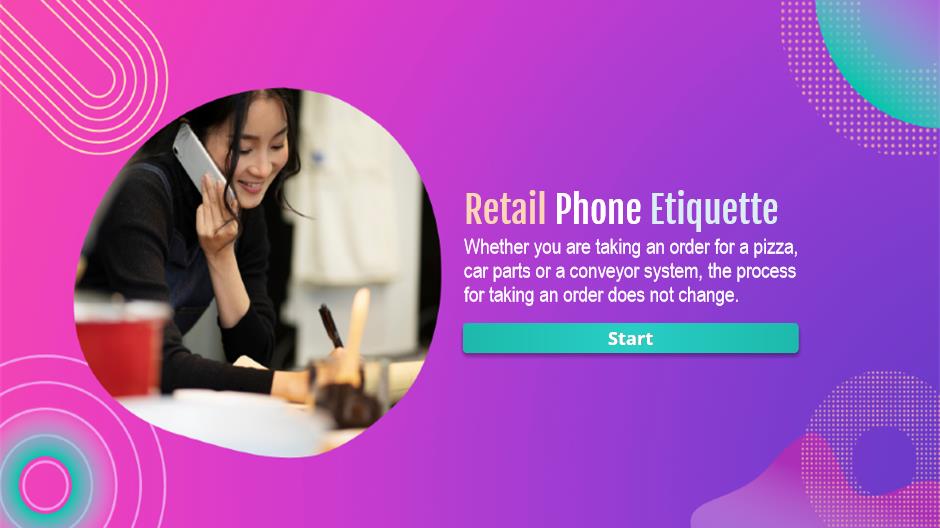 Retail Phone Etiquette
Whether you are taking an order for a pizza,
car parts or a conveyor system, the process
for taking an order does not change.
Start